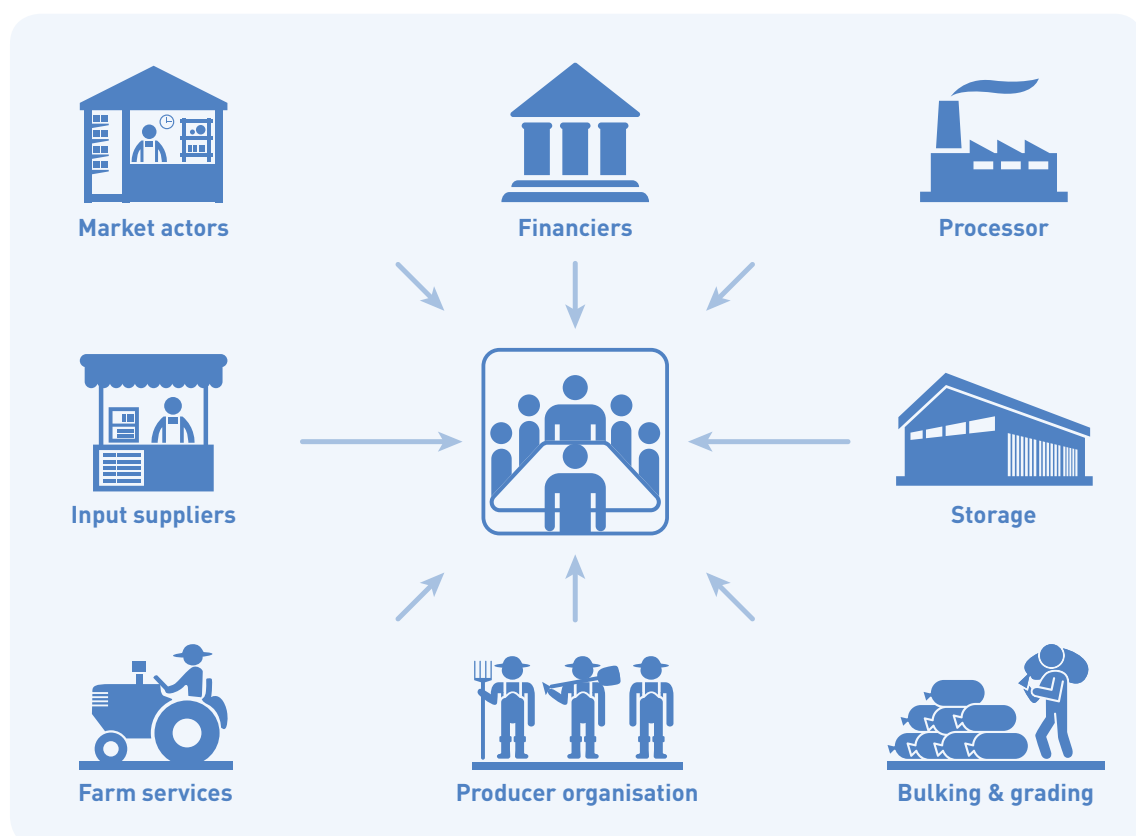 Market actors
Financiers
Processor
Input suppliers
Storage
Farm services
Producer organisation
Bulking & grading